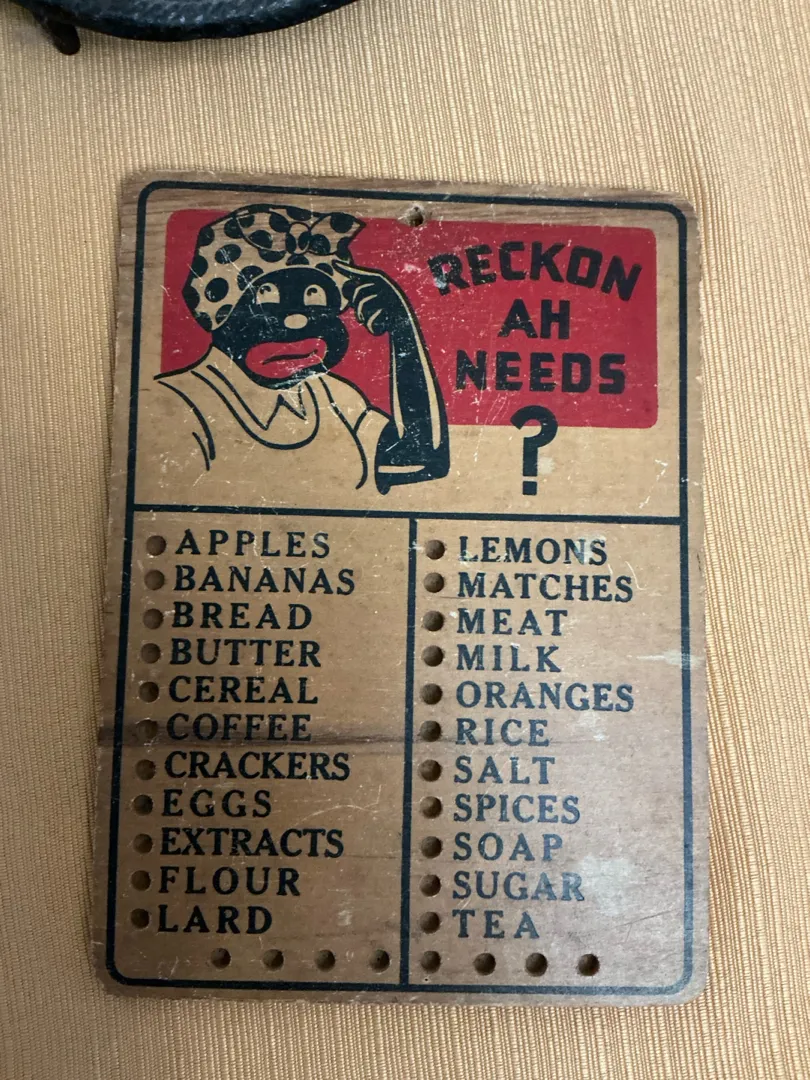 RECKON
AH
NEEDS
?
APPLES
BANANAS
BREAD
BUTTER
CEREAL
COFFEE
CRACKERS
EGGS
EXTRACTS
FLOUR
LARD
LEMONS
MATCHES
MEAT
MILK
ORANGES
RICE
SALT
SPICES
SOAP
SUGAR
TEA